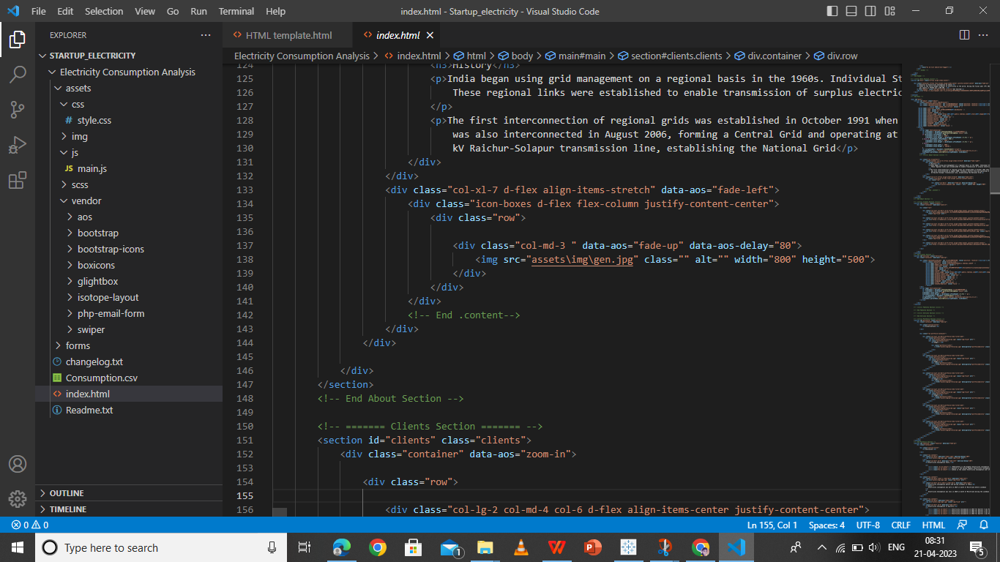 File Edit Selection View Go Run Terminal Help index.html - Startup_electricity - Visual Studio Code
EXPLORER
HTML template.html index.html
STARTUP_ELECTRICITY
Electricity Consumption Analysis > index.html > html > body > main#main > section#clients.clients > div.container > div.row
Electricity Consumption Analysis
assets
css
# style.css
img
js
JS main.js
scss
vendor
aos
bootstrap
bootstrap-icons
boxicons
glightbox
isotope-layout
php-email-form
swiper
forms
changelog.txt
Consumption.csv
index.html
Readme.txt
OUTLINE
TIMELINE
124 <h3>History</h3>
125 <p>India began using grid management on a regional basis in the 1960s. Individual St
126 These regional links were established to enable transmission of surplus electric
127 </p>
128 <p>The first interconnection of regional grids was established in October 1991 when
129 was also interconnected in August 2006, forming a Central Grid and operating at
130 kV Raichur-Solapur transmission line, establishing the National Grid</p>
131 </div>
132 </div>
133 <div class="col-xl-7 d-flex align-items-stretch" data-aos="fade-left">
134 <div class="icon-boxes d-flex flex-column justify-content-center">
135 <div class="row">
136
137 <div class="col-md-3 " data-aos="fade-up" data-aos-delay="80">
138 <img src="assets\img\gen.jpg" class="" alt="" width="800" height="500">
139 </div>
140 </div>
141 </div>
142 <!-- End .content-->
143 </div>
144 </div>
145
146 </div>
147 </section>
148 <!-- End About Section -->
149
150 <!-- ======= Clients Section ======= -->
151 <section id="clients" class="clients">
152 <div class="container" data-aos="zoom-in">
153
154 <div class="row">
155
156 <div class="col-lg-2 col-md-4 col-6 d-flex align-items-center justify-content-center">
0 0 Ln 155, Col 1 Spaces: 4 UTF-8 CRLF HTML
Type here to search
1
ENG
08:31
21-04-2023
5